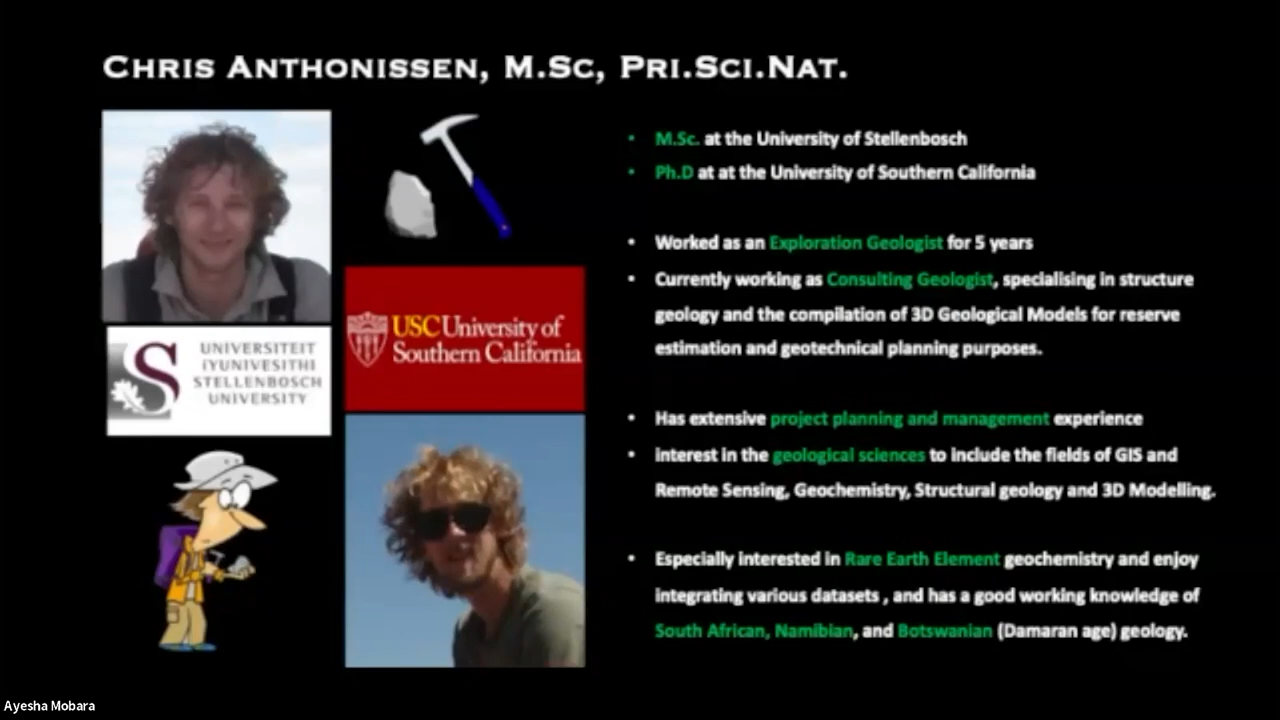 CHRIS ANTHONISSEN, M.SC, PRI.SCI.NAT.
UNIVERSITEIT
iYUNIVESITHI
STELLENBOSCH
UNIVERSITY
USC University of
Southern California
• M.Sc. at the University of Stellenbosch
• Ph.D at at the University of Southern California
• Worked as an Exploration Geologist for 5 years
• Currently working as Consulting Geologist, specialising in structure
geology and the compilation of 3D Geological Models for reserve
estimation and geotechnical planning purposes.
• Has extensive project planning and management experience
• interest in the geological sciences to include the fields of GIS and
Remote Sensing, Geochemistry, Structural geology and 3D Modelling.
• Especially interested in Rare Earth Element geochemistry and enjoy
integrating various datasets , and has a good working knowledge of
South African, Namibian, and Botswanian (Damaran age) geology.
Ayesha Mobara